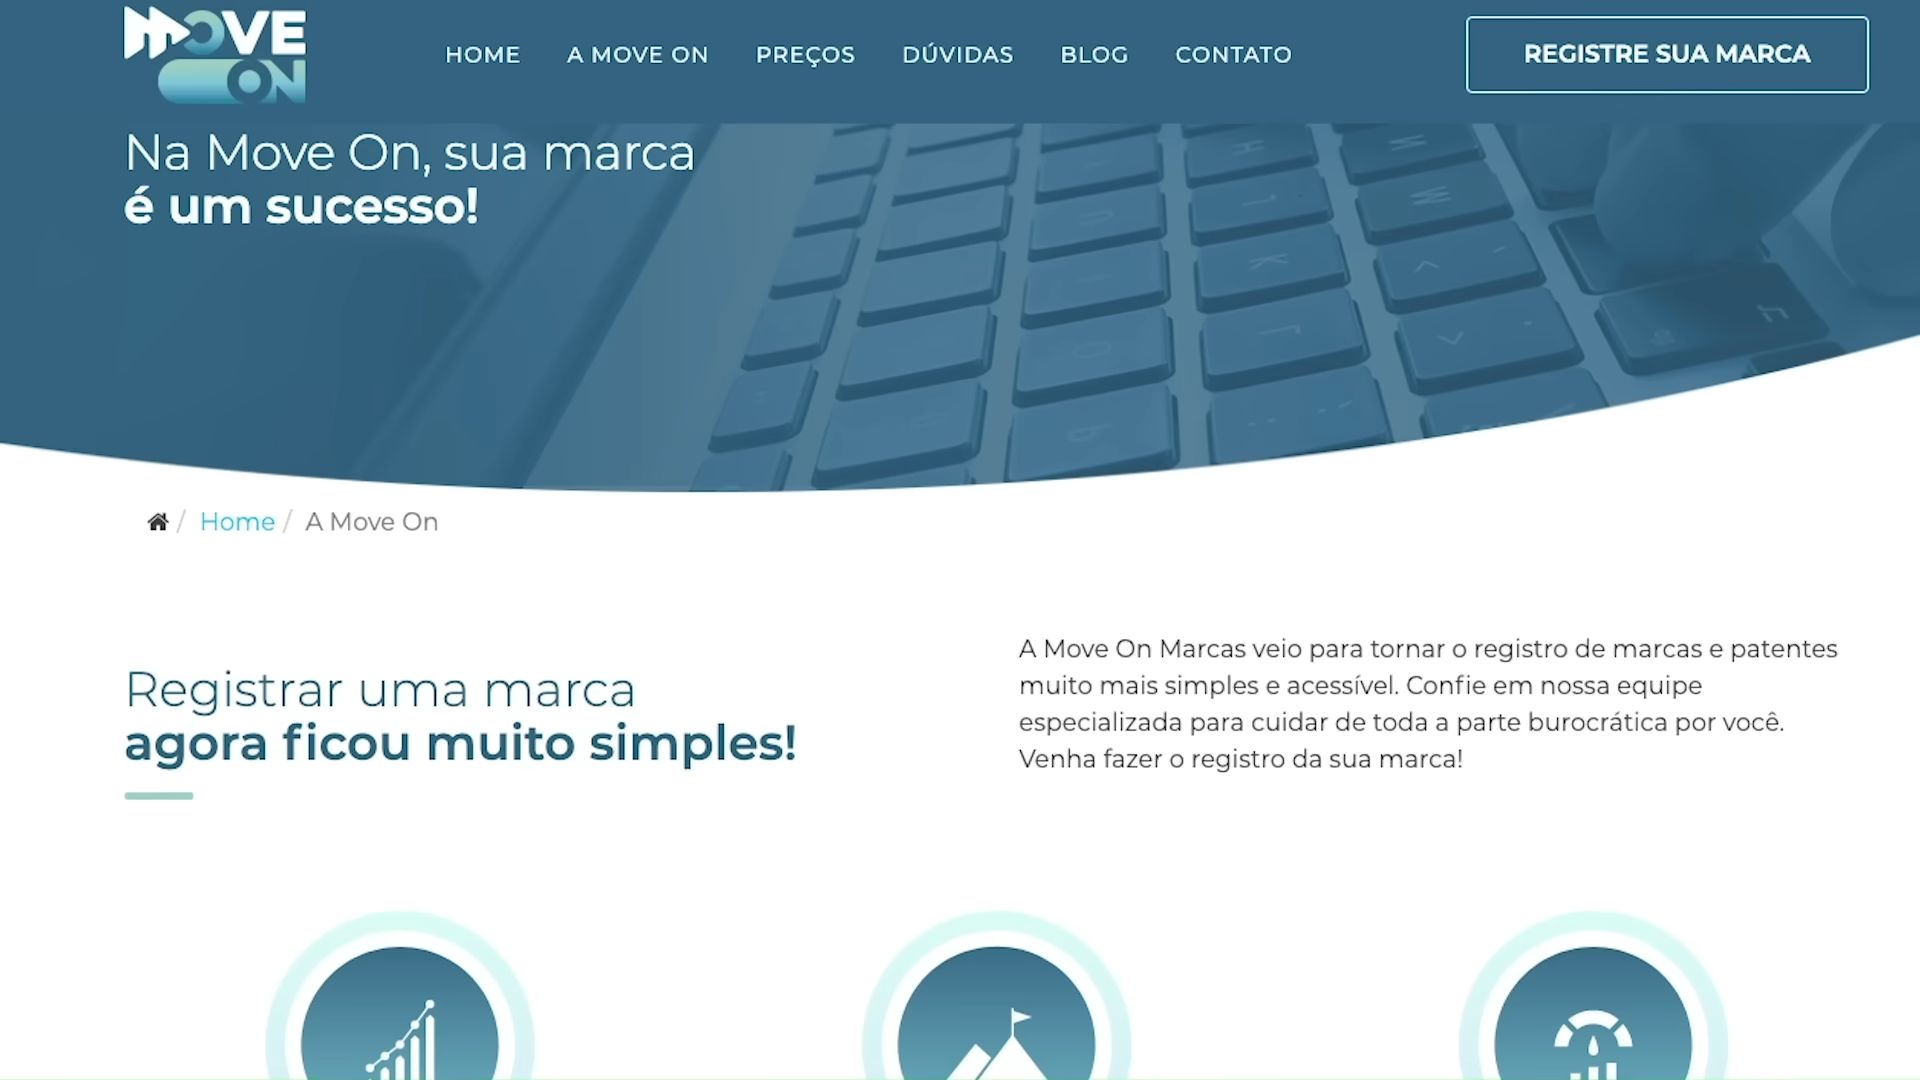 MOVE
ON
HOME
A MOVE ON
PREÇOS
DÚVIDAS
BLOG
CONTATO
REGISTRE SUA MARCA
Na Move On, sua marca
é um sucesso!
/ Home / A Move On
Registrar uma marca
agora ficou muito simples!
A Move On Marcas veio para tornar o registro de marcas e patentes
muito mais simples e acessível. Confie em nossa equipe
especializada para cuidar de toda a parte burocrática por você.
Venha fazer o registro da sua marca!